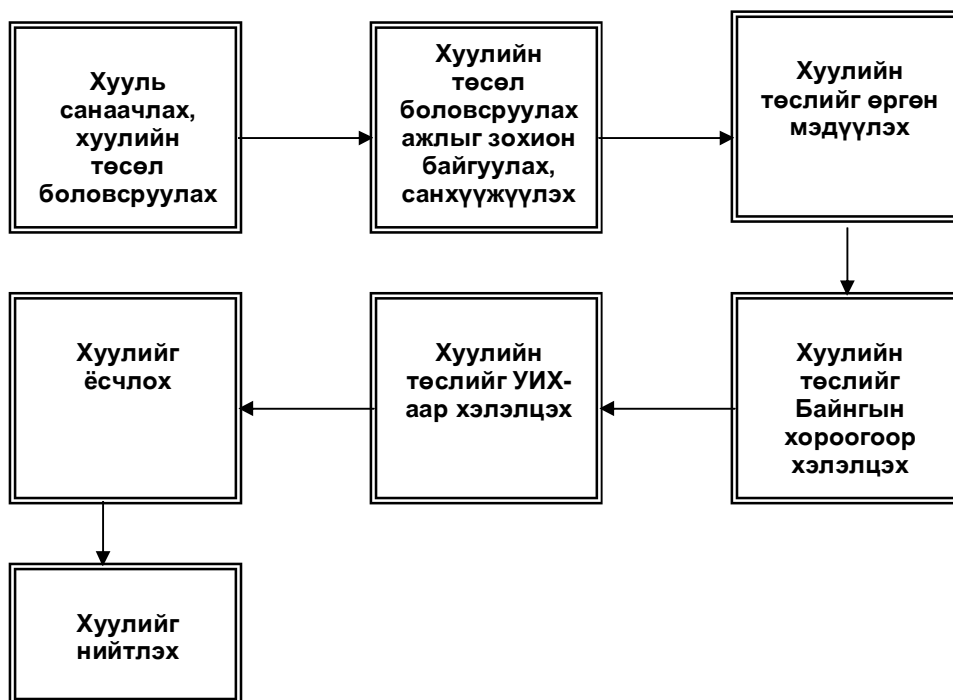 Хууль
санаачлах,
хуулийн
төсөл
боловсруулах
Хуулийн
төсөл
боловсруулах
ажлыг зохион
байгуулах,
санхүүжүүлэх
Хуулийн
төслийг өргөн
мэдүүлэх
Хуулийн
төслийг
Байнгын
хороогоор
хэлэлцэх
Хуулийн
төслийг УИХ-
аар хэлэлцэх
Хуулийг
ёсчлох
Хуулийг
нийтлэх